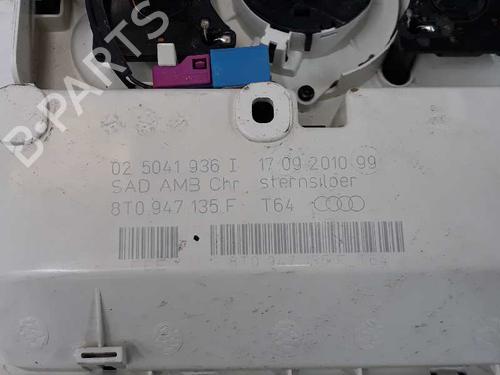 B-PARTS
02 5041 936 I 17.09.2010 99
SAD AMB Chr sternsilber
8T0 947 135 F T64